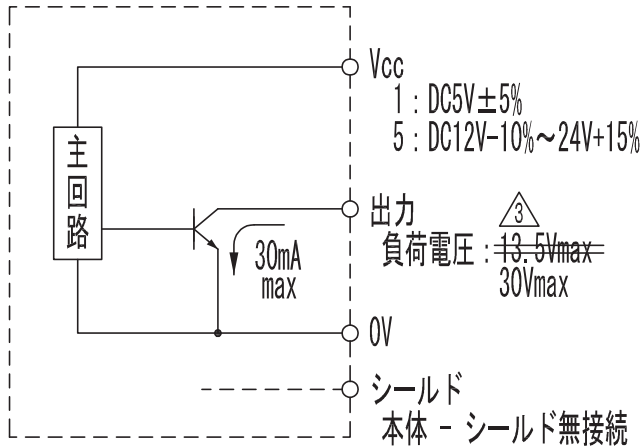 Vcc
1 : DC5V±5%
5 : DC12V-10%~24V+15%
主回路
出力
3
負荷電圧 : 13.5Vmax
30Vmax
30mA
max
0V
シールド
本体 - シールド無接続